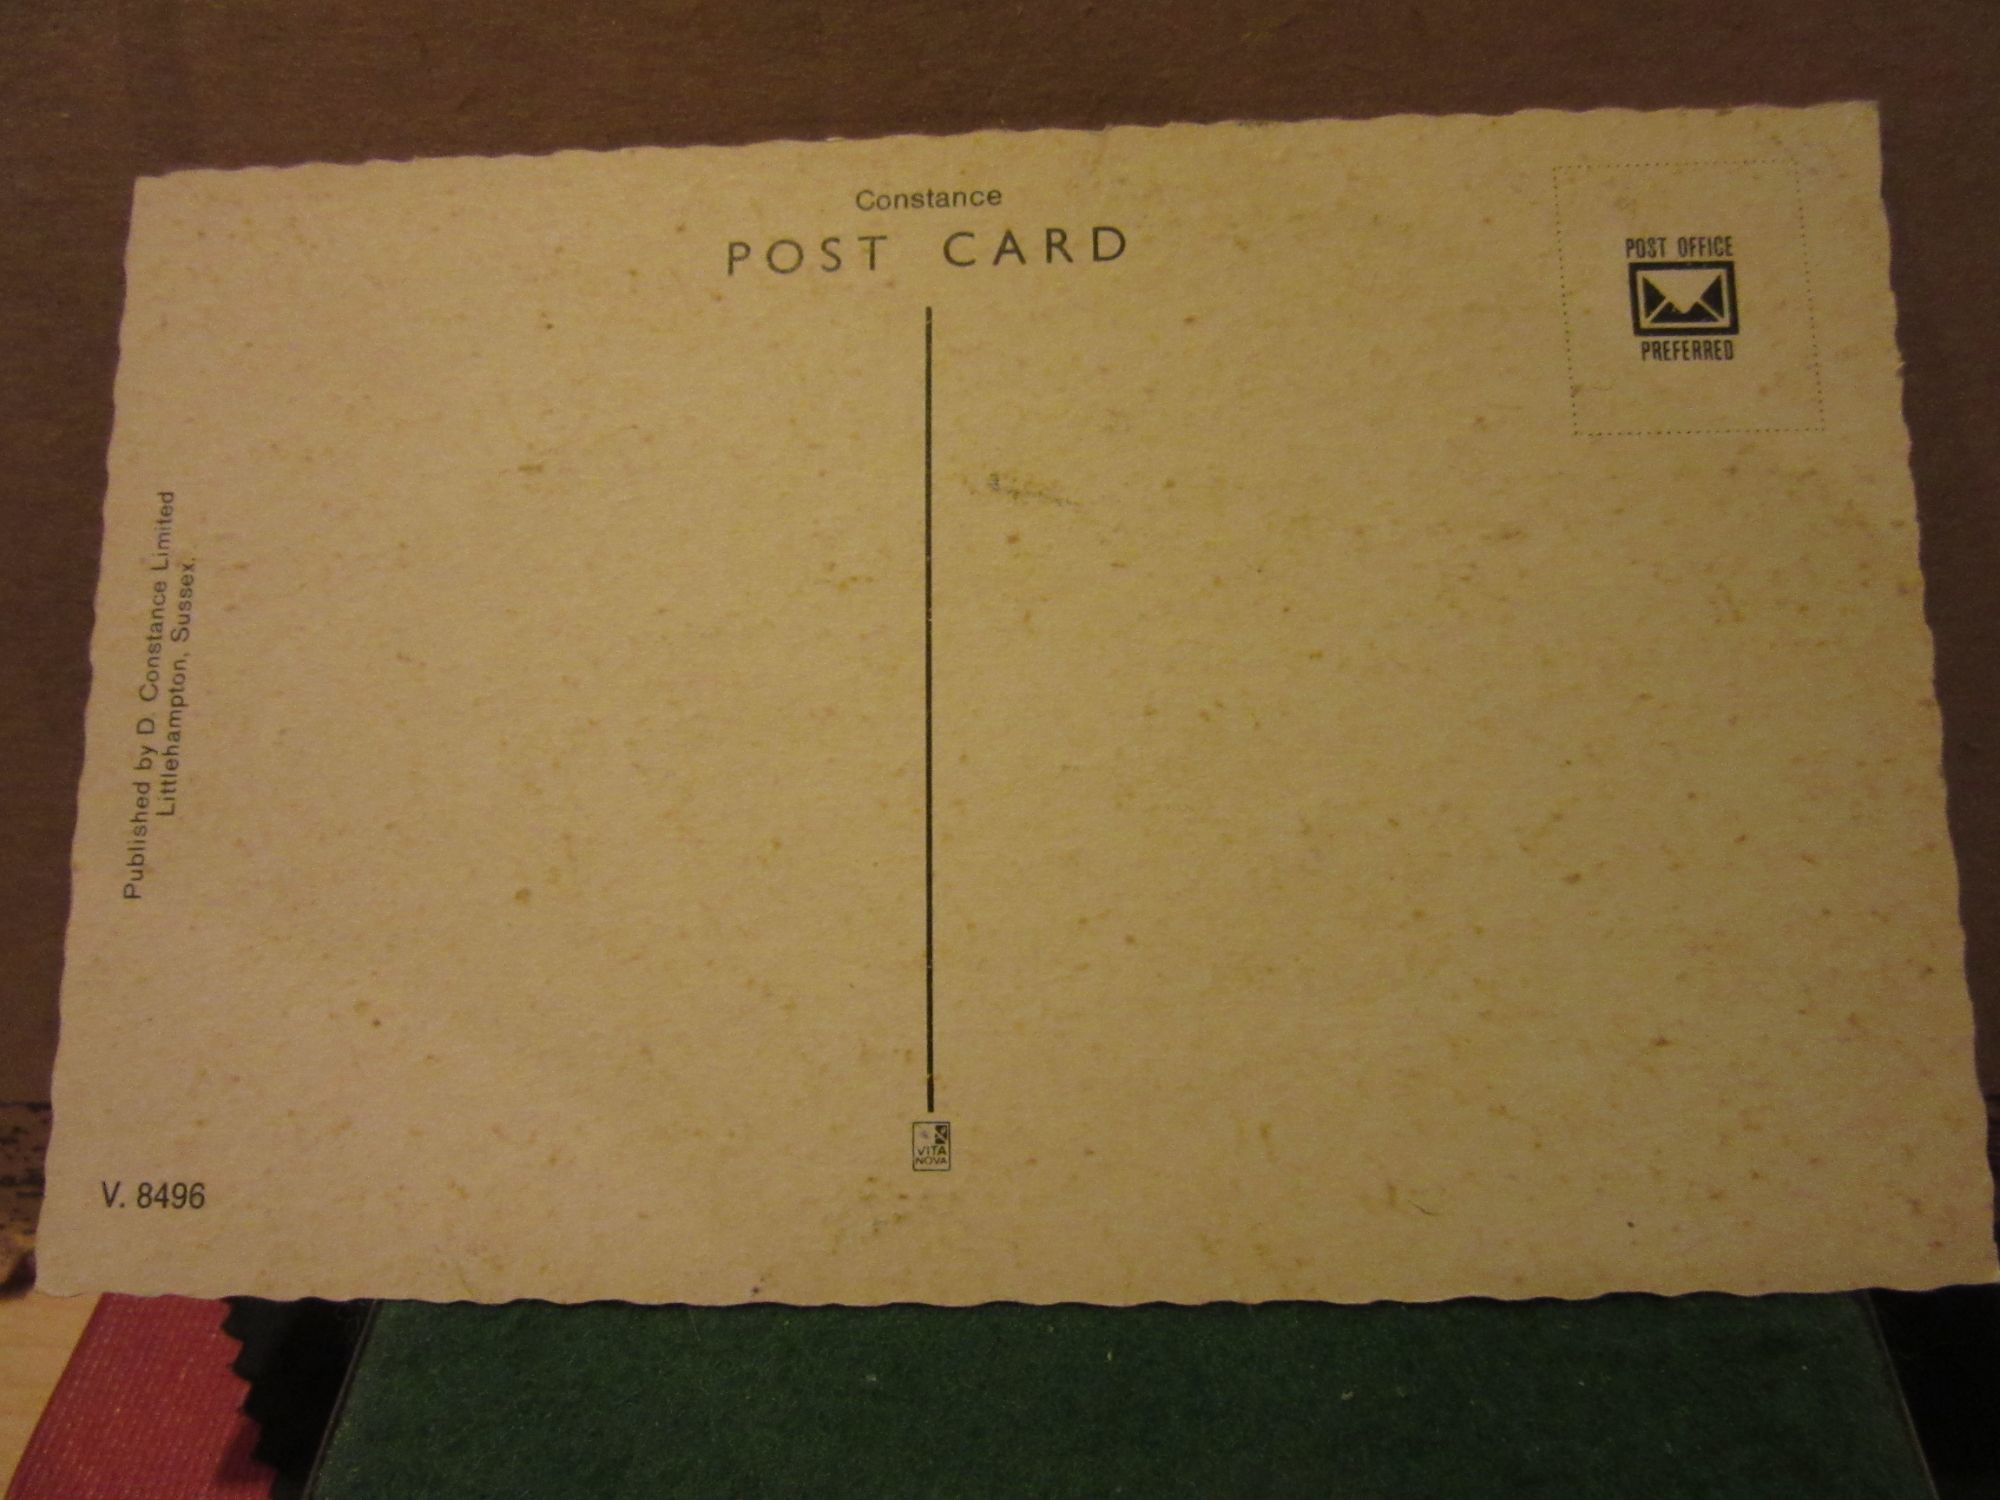 Constance
POST CARD
POST OFFICE
PREFERRED
Published by D. Constance Limited
Littlehampton, Sussex.
VITA
NOVA
V. 8496